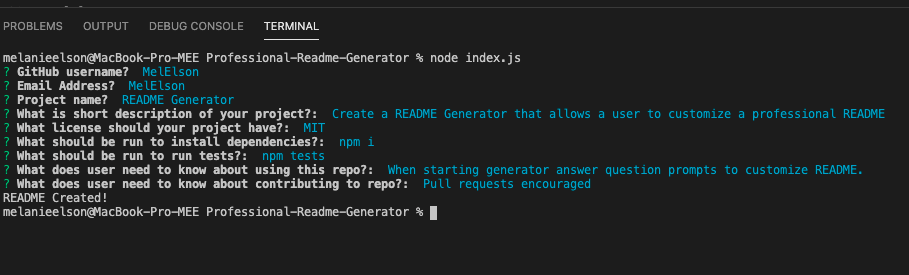 PROBLEMS OUTPUT DEBUG CONSOLE TERMINAL
melanieelson@MacBook-Pro-MEE Professional-Readme-Generator % node index.js
? GitHub username? MelElson
? Email Address? MelElson
? Project name? README Generator
? What is short description of your project?: Create a README Generator that allows a user to customize a professional README
? What license should your project have?: MIT
? What should be run to install dependencies?: npm i
? What should be run to run tests?: npm tests
? What does user need to know about using this repo?: When starting generator answer question prompts to customize README.
? What does user need to know about contributing to repo?: Pull requests encouraged
README Created!
melanieelson@MacBook-Pro-MEE Professional-Readme-Generator %